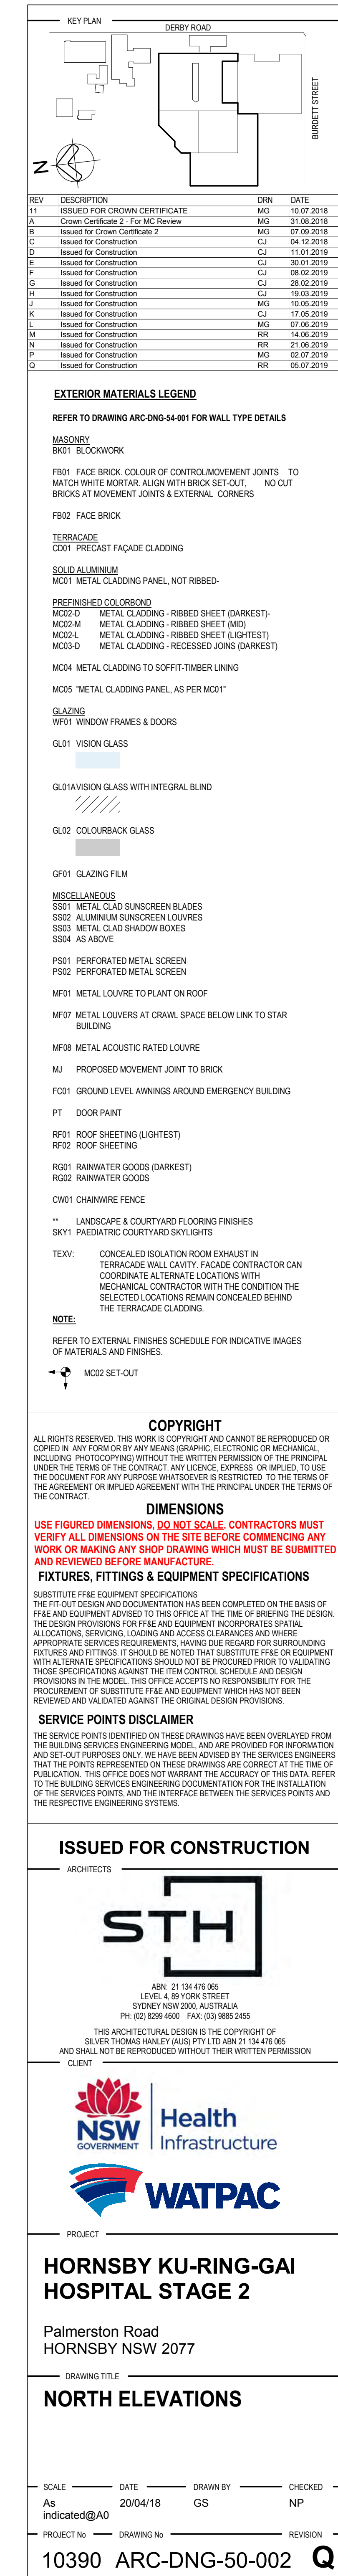 KEY PLAN
DERBY ROAD
BURDETT STREET
N
REV DESCRIPTION DRN DATE
11 ISSUED FOR CROWN CERTIFICATE MG 10.07.2018
A Crown Certificate 2 - For MC Review MG 31.08.2018
B Issued for Crown Certificate 2 MG 07.09.2018
C Issued for Construction CJ 04.12.2018
D Issued for Construction CJ 11.01.2019
E Issued for Construction CJ 30.01.2019
F Issued for Construction CJ 08.02.2019
G Issued for Construction CJ 28.02.2019
H Issued for Construction CJ 19.03.2019
J Issued for Construction MG 10.05.2019
K Issued for Construction CJ 17.05.2019
L Issued for Construction MG 07.06.2019
M Issued for Construction RR 14.06.2019
N Issued for Construction RR 21.06.2019
P Issued for Construction MG 02.07.2019
Q Issued for Construction RR 05.07.2019
EXTERIOR MATERIALS LEGEND
REFER TO DRAWING ARC-DNG-54-001 FOR WALL TYPE DETAILS
MASONRY
BK01 BLOCKWORK
FB01 FACE BRICK. COLOUR OF CONTROL/MOVEMENT JOINTS TO
MATCH WHITE MORTAR. ALIGN WITH BRICK SET-OUT, NO CUT
BRICKS AT MOVEMENT JOINTS & EXTERNAL CORNERS
FB02 FACE BRICK
TERRACADE
CD01 PRECAST FAÇADE CLADDING
SOLID ALUMINIUM
MC01 METAL CLADDING PANEL, NOT RIBBED-
PREFINISHED COLORBOND
MC02-D METAL CLADDING - RIBBED SHEET (DARKEST)-
MC02-M METAL CLADDING - RIBBED SHEET (MID)
MC02-L METAL CLADDING - RIBBED SHEET (LIGHTEST)
MC03-D METAL CLADDING - RECESSED JOINS (DARKEST)
MC04 METAL CLADDING TO SOFFIT-TIMBER LINING
MC05 "METAL CLADDING PANEL, AS PER MC01"
GLAZING
WF01 WINDOW FRAMES & DOORS
GL01 VISION GLASS
GL01AVISION GLASS WITH INTEGRAL BLIND
GL02 COLOURBACK GLASS
GF01 GLAZING FILM
MISCELLANEOUS
SS01 METAL CLAD SUNSCREEN BLADES
SS02 ALUMINIUM SUNSCREEN LOUVRES
SS03 METAL CLAD SHADOW BOXES
SS04 AS ABOVE
PS01 PERFORATED METAL SCREEN
PS02 PERFORATED METAL SCREEN
MF01 METAL LOUVRE TO PLANT ON ROOF
MF07 METAL LOUVERS AT CRAWL SPACE BELOW LINK TO STAR
BUILDING
MF08 METAL ACOUSTIC RATED LOUVRE
MJ PROPOSED MOVEMENT JOINT TO BRICK
FC01 GROUND LEVEL AWNINGS AROUND EMERGENCY BUILDING
PT DOOR PAINT
RF01 ROOF SHEETING (LIGHTEST)
RF02 ROOF SHEETING
RG01 RAINWATER GOODS (DARKEST)
RG02 RAINWATER GOODS
CW01 CHAINWIRE FENCE
** LANDSCAPE & COURTYARD FLOORING FINISHES
SKY1 PAEDIATRIC COURTYARD SKYLIGHTS
TEXV: CONCEALED ISOLATION ROOM EXHAUST IN
TERRACADE WALL CAVITY. FACADE CONTRACTOR CAN
COORDINATE ALTERNATE LOCATIONS WITH
MECHANICAL CONTRACTOR WITH THE CONDITION THE
SELECTED LOCATIONS REMAIN CONCEALED BEHIND
THE TERRACADE CLADDING.
NOTE:
REFER TO EXTERNAL FINISHES SCHEDULE FOR INDICATIVE IMAGES
OF MATERIALS AND FINISHES.
MC02 SET-OUT
COPYRIGHT
ALL RIGHTS RESERVED. THIS WORK IS COPYRIGHT AND CANNOT BE REPRODUCED OR
COPIED IN ANY FORM OR BY ANY MEANS (GRAPHIC, ELECTRONIC OR MECHANICAL,
INCLUDING PHOTOCOPYING) WITHOUT THE WRITTEN PERMISSION OF THE PRINCIPAL
UNDER THE TERMS OF THE CONTRACT. ANY LICENCE, EXPRESS OR IMPLIED, TO USE
THE DOCUMENT FOR ANY PURPOSE WHATSOEVER IS RESTRICTED TO THE TERMS OF
THE AGREEMENT OR IMPLIED AGREEMENT WITH THE PRINCIPAL UNDER THE TERMS OF
THE CONTRACT.
DIMENSIONS
USE FIGURED DIMENSIONS, DO NOT SCALE. CONTRACTORS MUST
VERIFY ALL DIMENSIONS ON THE SITE BEFORE COMMENCING ANY
WORK OR MAKING ANY SHOP DRAWING WHICH MUST BE SUBMITTED
AND REVIEWED BEFORE MANUFACTURE.
FIXTURES, FITTINGS & EQUIPMENT SPECIFICATIONS
SUBSTITUTE FF&E EQUIPMENT SPECIFICATIONS
THE FIT-OUT DESIGN AND DOCUMENTATION HAS BEEN COMPLETED ON THE BASIS OF
FF&E AND EQUIPMENT ADVISED TO THIS OFFICE AT THE TIME OF BRIEFING THE DESIGN.
THE DESIGN PROVISIONS FOR FF&E AND EQUIPMENT INCORPORATES SPATIAL
ALLOCATIONS, SERVICING, LOADING AND ACCESS CLEARANCES AND WHERE
APPROPRIATE SERVICES REQUIREMENTS, HAVING DUE REGARD FOR SURROUNDING
FIXTURES AND FITTINGS. IT SHOULD BE NOTED THAT SUBSTITUTE FF&E OR EQUIPMENT
WITH ALTERNATE SPECIFICATIONS SHOULD NOT BE PROCURED PRIOR TO VALIDATING
THOSE SPECIFICATIONS AGAINST THE ITEM CONTROL SCHEDULE AND DESIGN
PROVISIONS IN THE MODEL. THIS OFFICE ACCEPTS NO RESPONSIBILITY FOR THE
PROCUREMENT OF SUBSTITUTE FF&E AND EQUIPMENT WHICH HAS NOT BEEN
REVIEWED AND VALIDATED AGAINST THE ORIGINAL DESIGN PROVISIONS.
SERVICE POINTS DISCLAIMER
THE SERVICE POINTS IDENTIFIED ON THESE DRAWINGS HAVE BEEN OVERLAYED FROM
THE BUILDING SERVICES ENGINEERING MODEL, AND ARE PROVIDED FOR INFORMATION
AND SET-OUT PURPOSES ONLY. WE HAVE BEEN ADVISED BY THE SERVICES ENGINEERS
THAT THE POINTS REPRESENTED ON THESE DRAWINGS ARE CORRECT AT THE TIME OF
PUBLICATION. THIS OFFICE DOES NOT WARRANT THE ACCURACY OF THIS DATA. REFER
TO THE BUILDING SERVICES ENGINEERING DOCUMENTATION FOR THE INSTALLATION
OF THE SERVICES POINTS, AND THE INTERFACE BETWEEN THE SERVICES POINTS AND
THE RESPECTIVE ENGINEERING SYSTEMS.
ISSUED FOR CONSTRUCTION
ARCHITECTS
STH
ABN: 21 134 476 065
LEVEL 4, 89 YORK STREET
SYDNEY NSW 2000, AUSTRALIA
PH: (02) 8299 4600 FAX: (03) 9885 2455
THIS ARCHITECTURAL DESIGN IS THE COPYRIGHT OF
SILVER THOMAS HANLEY (AUS) PTY LTD ABN 21 134 476 065
AND SHALL NOT BE REPRODUCED WITHOUT THEIR WRITTEN PERMISSION
CLIENT
NSW
GOVERNMENT
Health
Infrastructure
WATPAC
PROJECT
HORNSBY KU-RING-GAI
HOSPITAL STAGE 2
Palmerston Road
HORNSBY NSW 2077
DRAWING TITLE
NORTH ELEVATIONS
SCALE DATE DRAWN BY CHECKED
As 20/04/18 GS NP
indicated@A0
PROJECT No DRAWING No REVISION
10390 ARC-DNG-50-002 Q